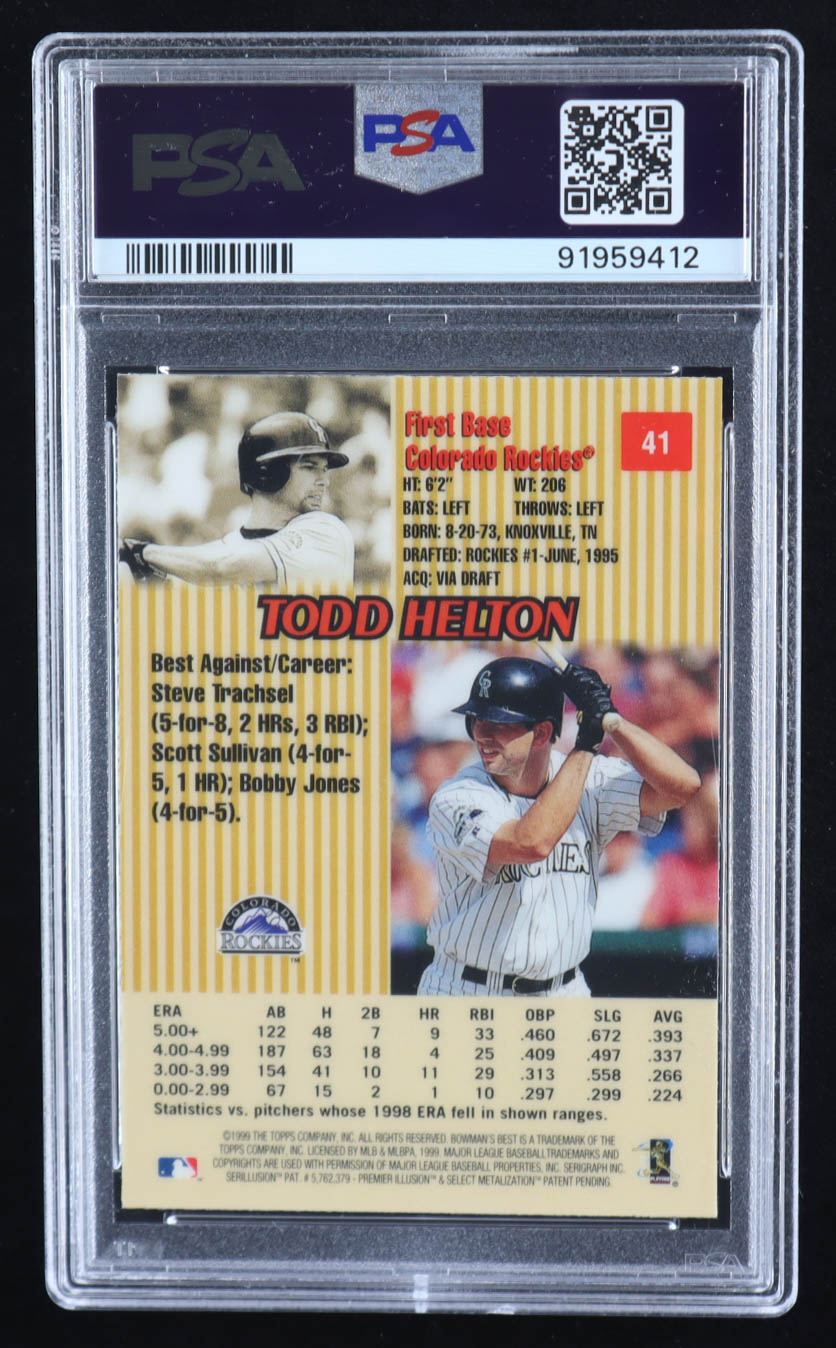 PSA
PSA
91959412
First Base
Colorado Rockies®
41
HT: 6'2" WT: 206
BATS: LEFT THROWS: LEFT
BORN: 8-20-73, KNOXVILLE, TN
DRAFTED: ROCKIES #1-JUNE, 1995
ACQ: VIA DRAFT
TODD HELTON
Best Against/Career:
Steve Trachsel
(5-for-8, 2 HRs, 3 RBI);
Scott Sullivan (4-for-
5, 1 HR); Bobby Jones
(4-for-5).
CR
COLORADO
ROCKIES
TM
ERA AB H 2B HR RBI OBP SLG AVG
5.00+ 122 48 7 9 33 .460 .672 .393
4.00-4.99 187 63 18 4 25 .409 .497 .337
3.00-3.99 154 41 10 11 29 .313 .558 .266
0.00-2.99 67 15 2 1 10 .297 .299 .224
Statistics vs. pitchers whose 1998 ERA fell in shown ranges.
©1999 THE TOPPS COMPANY, INC. ALL RIGHTS RESERVED. BOWMAN'S BEST IS A TRADEMARK OF THE
TOPPS COMPANY, INC. LICENSED BY MLB & MLBPA, 1999. MAJOR LEAGUE BASEBALL TRADEMARKS AND
COPYRIGHTS ARE USED WITH PERMISSION OF MAJOR LEAGUE BASEBALL PROPERTIES, INC. SERIGRAPH INC.
SERILLUSION™ PAT. # 5,762,379 - PREMIER ILLUSION™ & SELECT METALIZATION™ PATENT PENDING.
PSA